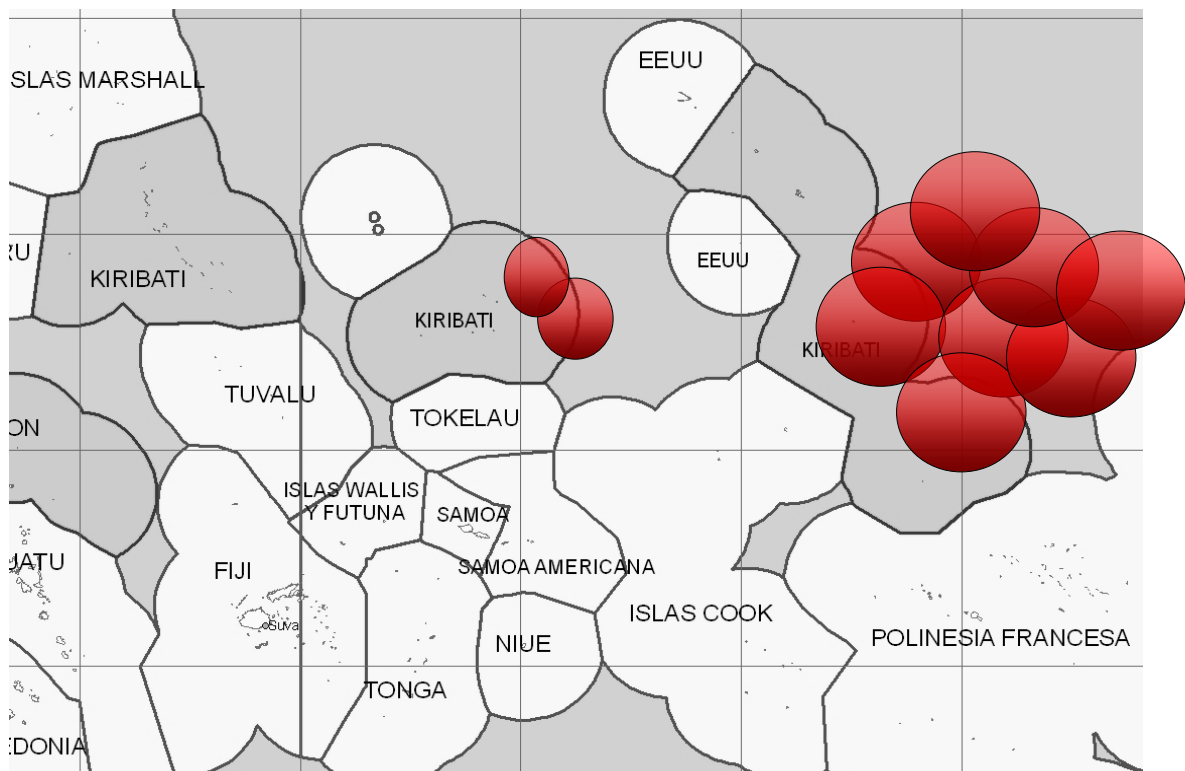 EEUU
SLAS MARSHALL
RU
KIRIBATI
EEUU
KIRIBATI
KIRIBATI
TUVALU
TOKELAU
ON
ISLAS WALLIS
Y FUTUNA
SAMOA
UATU
FIJI
SAMOA AMERICANA
Suva
ISLAS COOK
NIUE
POLINESIA FRANCESA
TONGA
EDONIA